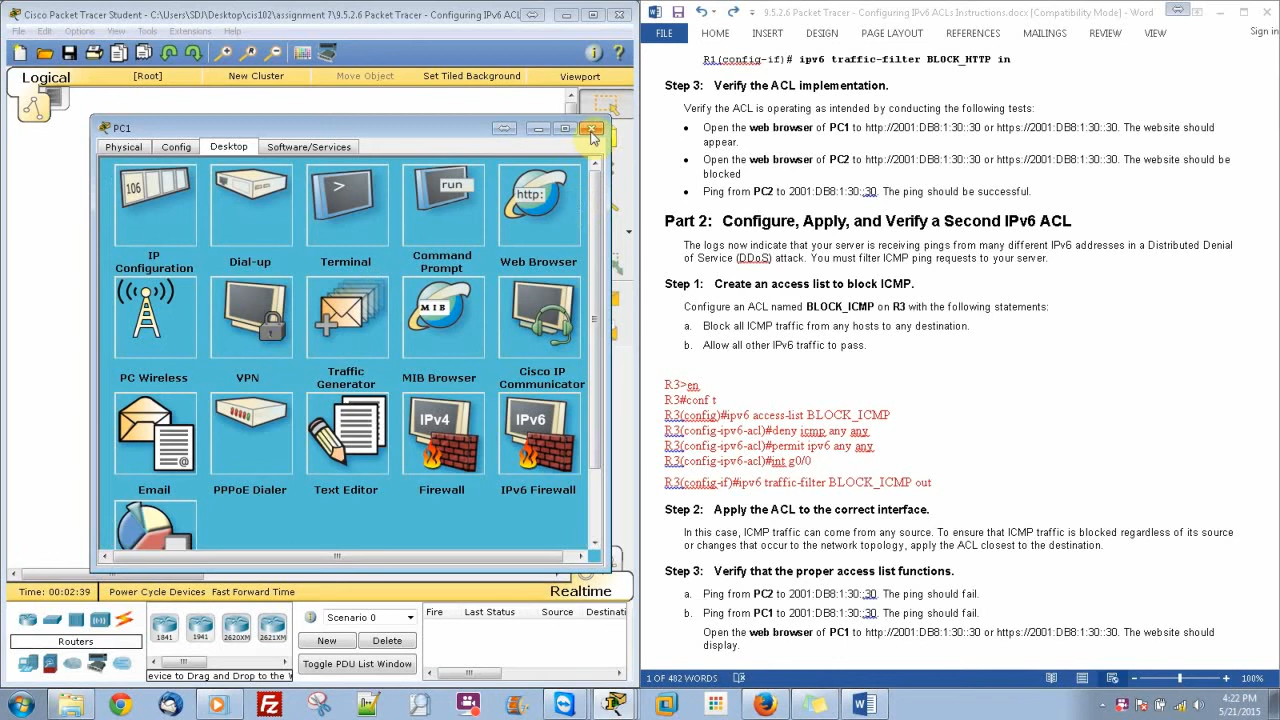 Cisco Packet Tracer Student - C:\Users\SDJ\Desktop\cis102\assignment 7\9.5.2.6 Packet Tracer - Configuring IPv6 ACL
File Edit Options View Tools Extensions Help
Logical [Root] New Cluster Move Object Set Tiled Background Viewport
PC1
Physical Config Desktop Software/Services
106
>
run
http:
IP Configuration
Dial-up
Terminal
Command Prompt
Web Browser
MIB
PC Wireless
VPN
Traffic Generator
MIB Browser
Cisco IP Communicator
IPv4
IPv6
Email
PPPoE Dialer
Text Editor
Firewall
IPv6 Firewall
Time: 00:02:39 Power Cycle Devices Fast Forward Time Realtime
Routers
1841 1941 2620XM 2621XM
evice to Drag and Drop to the V
Scenario 0
New Delete
Toggle PDU List Window
Fire Last Status Source Destinati
9.5.2.6 Packet Tracer - Configuring IPv6 ACLs Instructions.docx [Compatibility Mode] - Word
FILE HOME INSERT DESIGN PAGE LAYOUT REFERENCES MAILINGS REVIEW VIEW Sign in
R1(config-if)# ipv6 traffic-filter BLOCK_HTTP in
Step 3: Verify the ACL implementation.
Verify the ACL is operating as intended by conducting the following tests:
• Open the web browser of PC1 to http://2001:DB8:1:30::30 or https://2001:DB8:1:30::30. The website should
appear.
• Open the web browser of PC2 to http://2001:DB8:1:30::30 or https://2001:DB8:1:30::30. The website should be
blocked
• Ping from PC2 to 2001:DB8:1:30::30. The ping should be successful.
Part 2: Configure, Apply, and Verify a Second IPv6 ACL
The logs now indicate that your server is receiving pings from many different IPv6 addresses in a Distributed Denial
of Service (DDoS) attack. You must filter ICMP ping requests to your server.
Step 1: Create an access list to block ICMP.
Configure an ACL named BLOCK_ICMP on R3 with the following statements:
a. Block all ICMP traffic from any hosts to any destination.
b. Allow all other IPv6 traffic to pass.
R3>en
R3#conf t
R3(config)#ipv6 access-list BLOCK_ICMP
R3(config-ipv6-acl)#deny icmp any any
R3(config-ipv6-acl)#permit ipv6 any any
R3(config-ipv6-acl)#int g0/0
R3(config-if)#ipv6 traffic-filter BLOCK_ICMP out
Step 2: Apply the ACL to the correct interface.
In this case, ICMP traffic can come from any source. To ensure that ICMP traffic is blocked regardless of its source
or changes that occur to the network topology, apply the ACL closest to the destination.
Step 3: Verify that the proper access list functions.
a. Ping from PC2 to 2001:DB8:1:30::30. The ping should fail.
b. Ping from PC1 to 2001:DB8:1:30::30. The ping should fail.
Open the web browser of PC1 to http://2001:DB8:1:30::30 or https://2001:DB8:1:30::30. The website should
display.
1 OF 482 WORDS 100%
4:22 PM
5/21/2015